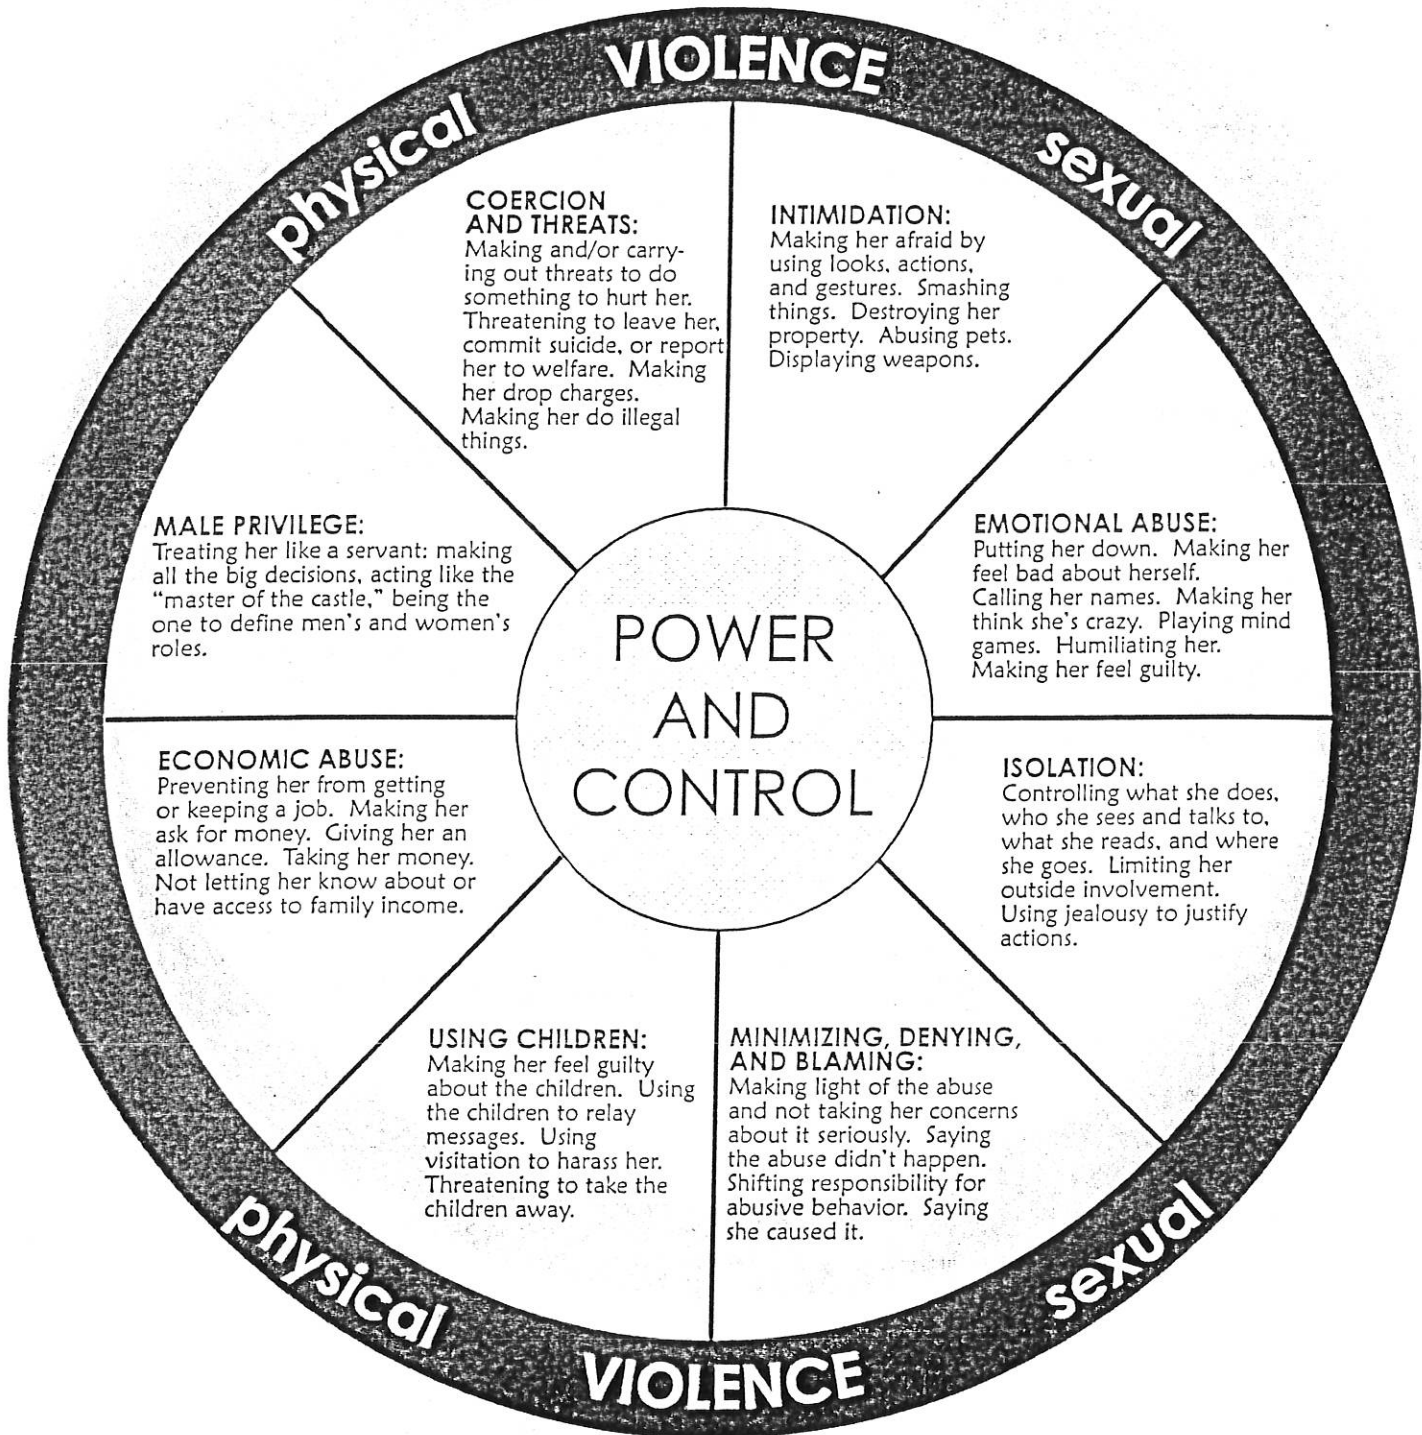 physical
VIOLENCE
sexual
COERCION
AND THREATS:
Making and/or carry-
ing out threats to do
something to hurt her.
Threatening to leave her,
commit suicide, or report
her to welfare.  Making
her drop charges.
Making her do illegal
things.
INTIMIDATION:
Making her afraid by
using looks, actions,
and gestures.  Smashing
things.  Destroying her
property.  Abusing pets.
Displaying weapons.
MALE PRIVILEGE:
Treating her like a servant: making
all the big decisions, acting like the
"master of the castle," being the
one to define men's and women's
roles.
EMOTIONAL ABUSE:
Putting her down.  Making her
feel bad about herself.
Calling her names.  Making her
think she's crazy.  Playing mind
games.  Humiliating her.
Making her feel guilty.
POWER
AND
CONTROL
ECONOMIC ABUSE:
Preventing her from getting
or keeping a job.  Making her
ask for money.  Giving her an
allowance.  Taking her money.
Not letting her know about or
have access to family income.
ISOLATION:
Controlling what she does,
who she sees and talks to,
what she reads, and where
she goes.  Limiting her
outside involvement.
Using jealousy to justify
actions.
USING CHILDREN:
Making her feel guilty
about the children.  Using
the children to relay
messages.  Using
visitation to harass her.
Threatening to take the
children away.
MINIMIZING, DENYING,
AND BLAMING:
Making light of the abuse
and not taking her concerns
about it seriously.  Saying
the abuse didn't happen.
Shifting responsibility for
abusive behavior.  Saying
she caused it.
physical
VIOLENCE
sexual